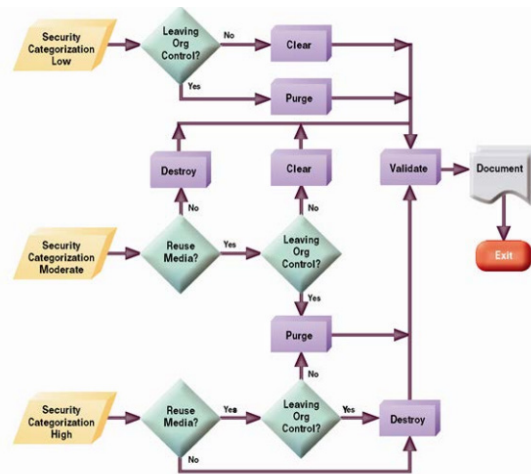 Security
Categorization
Low
Leaving
Org
Control?
No
Clear
Yes
Purge
Destroy
Clear
Validate
Document
No
No
Security
Categorization
Moderate
Reuse
Media?
Yes
Leaving
Org
Control?
Exit
Yes
Purge
No
Security
Categorization
High
Reuse
Media?
Yes
Leaving
Org
Control?
Yes
Destroy
No